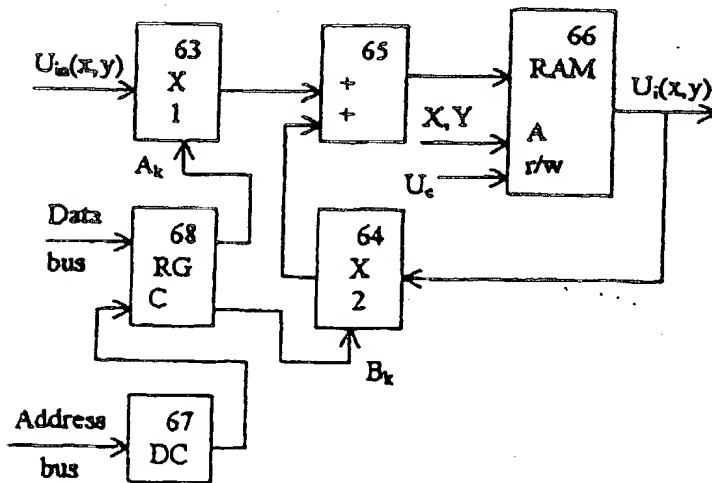 U_in(x,y)
63
X
1
65
+
+
66
RAM
A
r/w
U_i(x,y)
X, Y
U_c
A_k
Data
bus
68
RG
C
64
X
2
B_k
Address
bus
67
DC